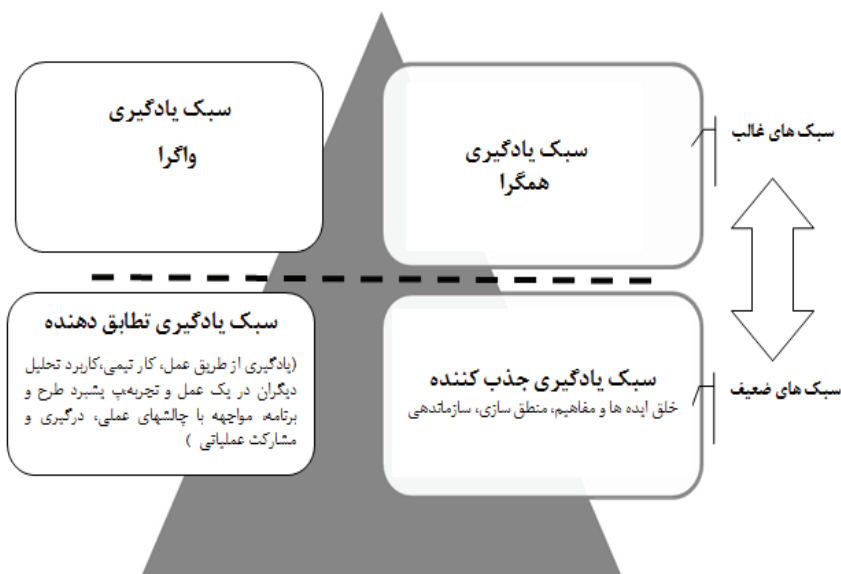 سبک یادگیری
همگرا
سبک یادگیری
واگرا
سبک های غالب
سبک یادگیری جذب کننده
خلق ایده ها و مفاهیم، منطق سازی، سازماندهی
سبک یادگیری تطابق دهنده
(یادگیری از طریق عمل، کار تیمی،کاربرد تحلیل
دیگران در یک عمل و تجربه‌پ یشبرد طرح و
برنامه، مواجهه با چالشهای عملی، درگیری و
مشارکت عملیاتی )
سبک های ضعیف